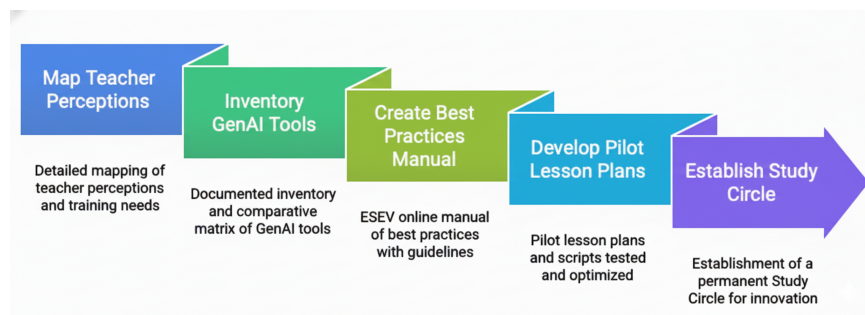 Map Teacher
Perceptions
Detailed mapping of
teacher perceptions
and training needs
Inventory
GenAI Tools
Documented inventory
and comparative
matrix of GenAI tools
Create Best
Practices
Manual
ESEV online manual
of best practices
with guidelines
Develop Pilot
Lesson Plans
Pilot lesson plans
and scripts tested
and optimized
Establish Study
Circle
Establishment of a
permanent Study
Circle for innovation